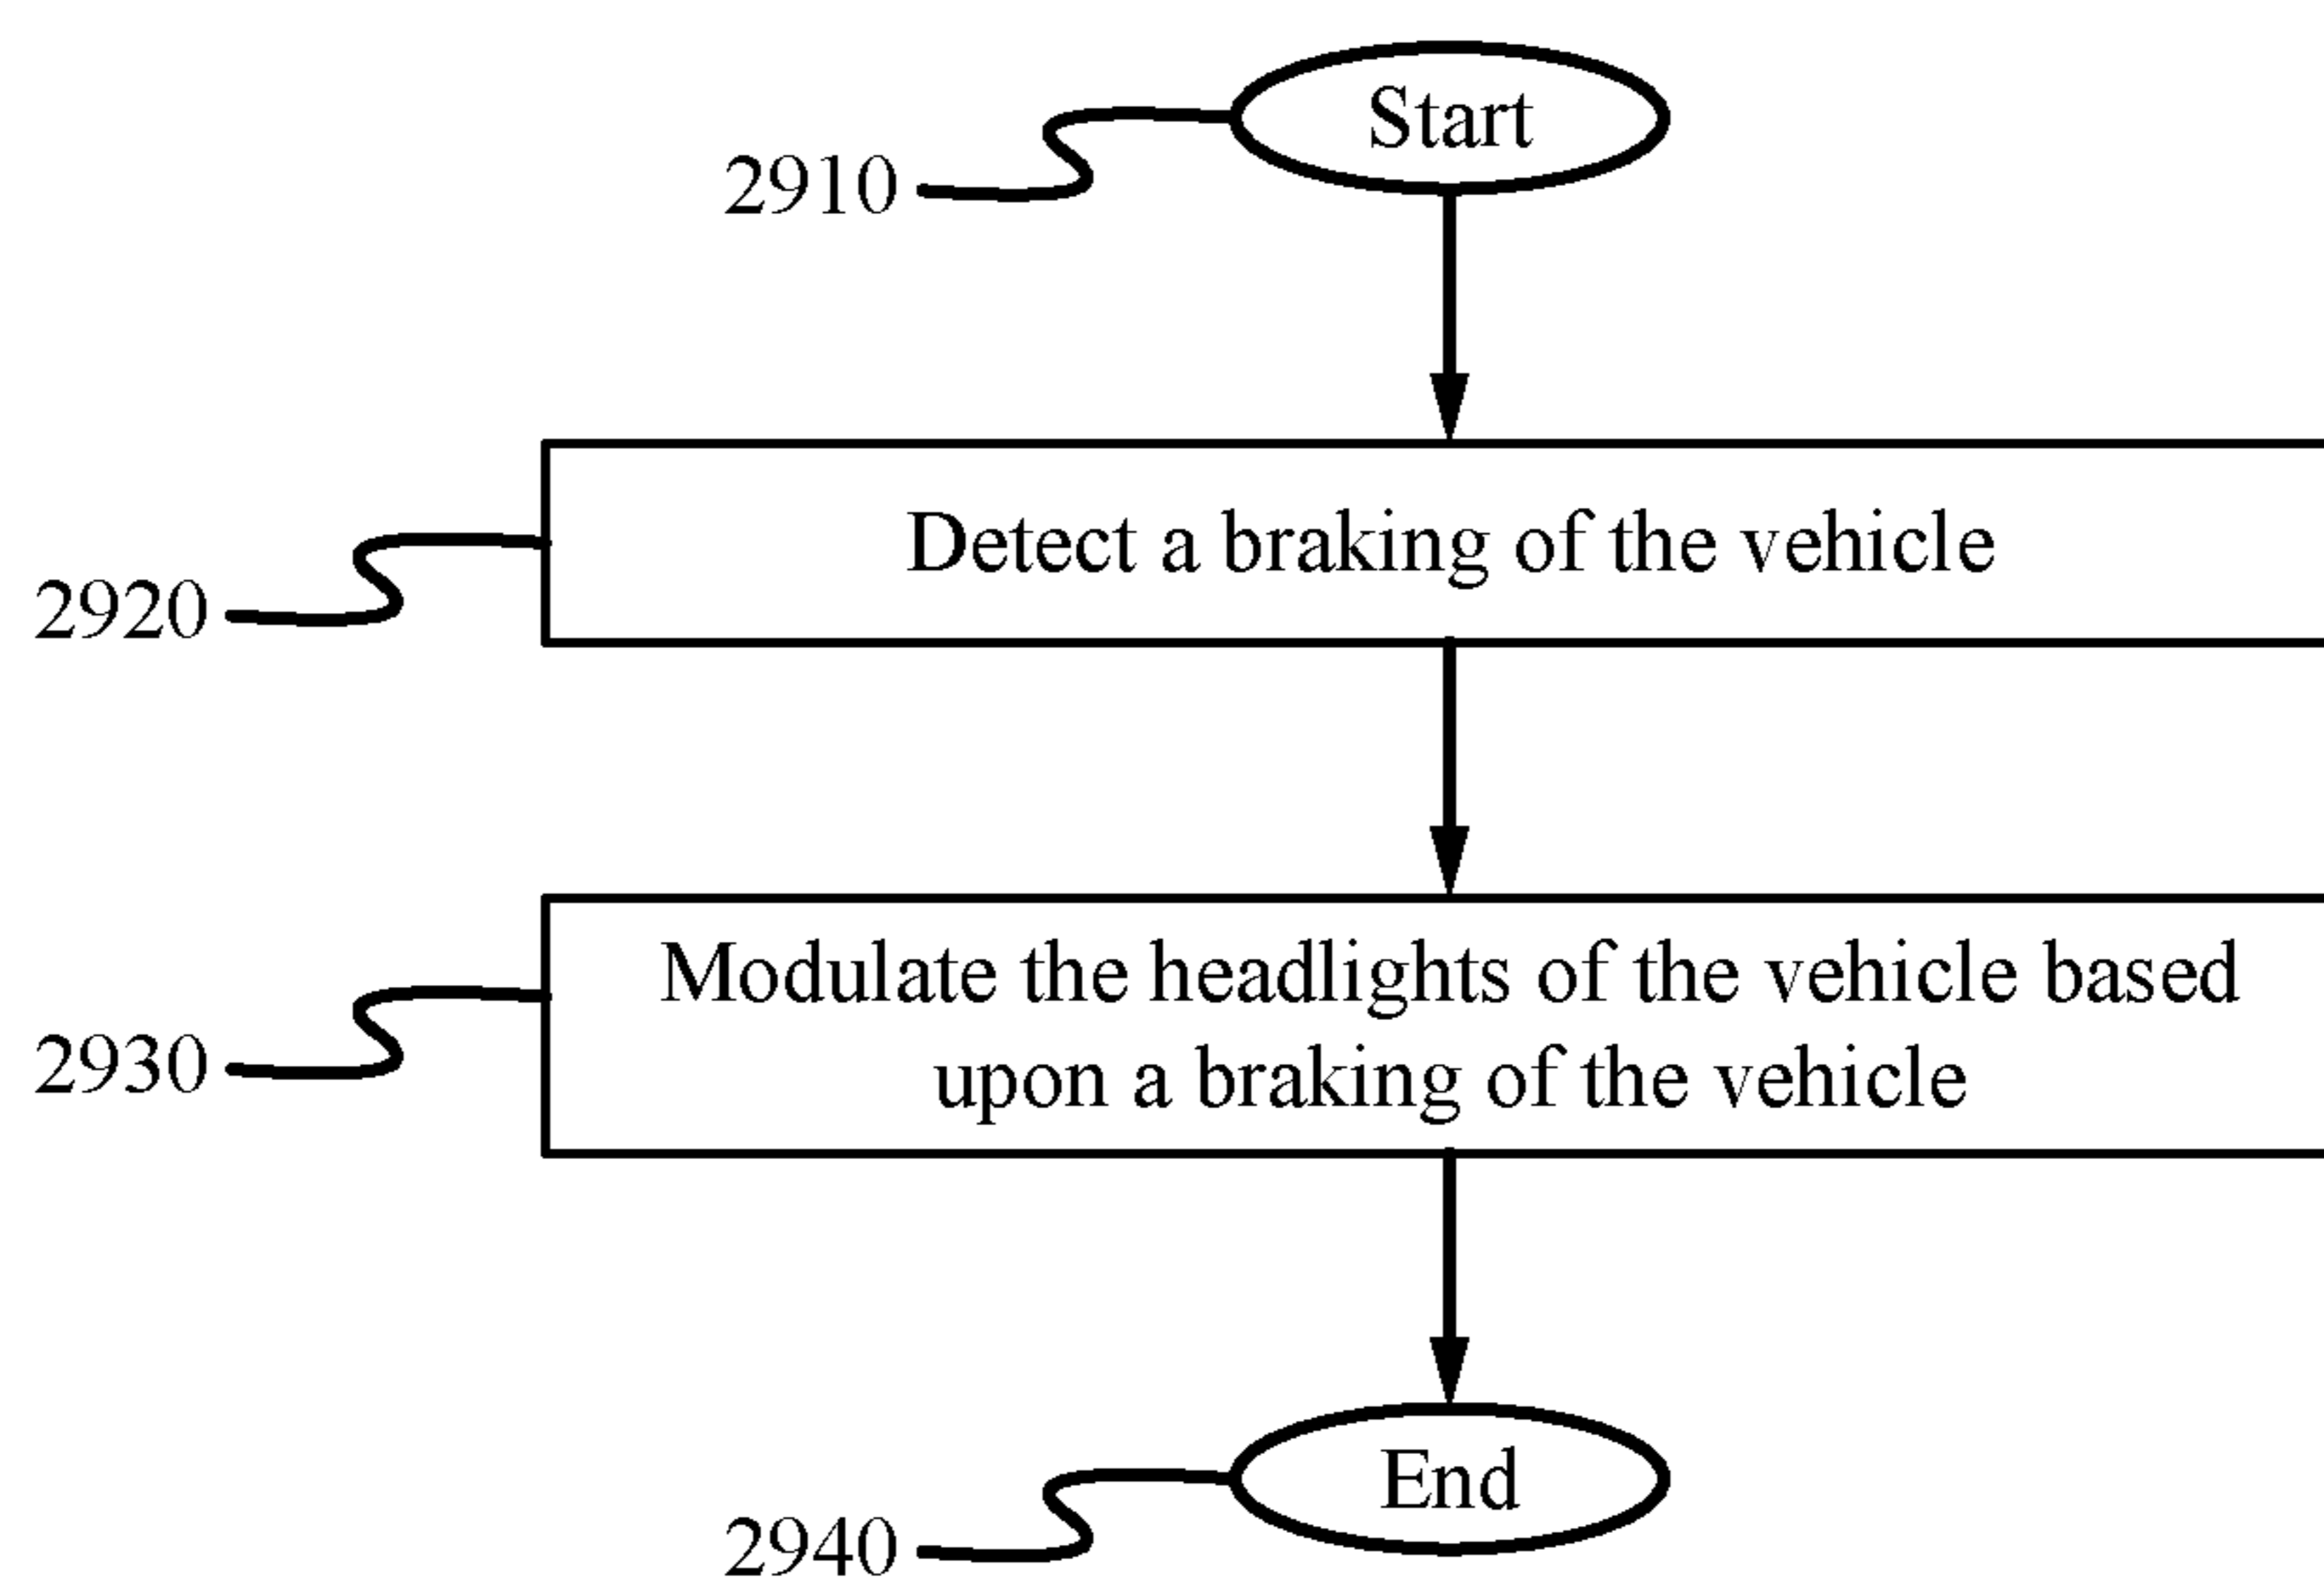 Start
2910
Detect a braking of the vehicle
2920
Modulate the headlights of the vehicle based
upon a braking of the vehicle
2930
End
2940